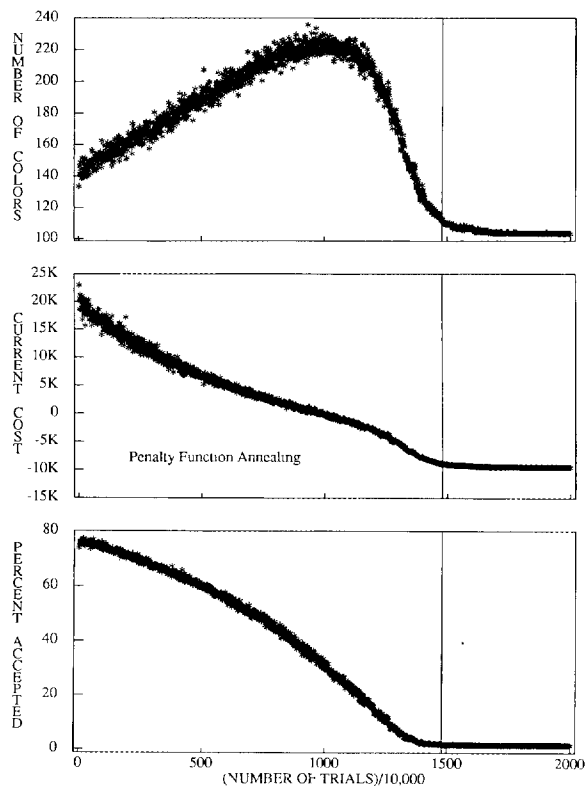 NUMBER OF COLORS
240
220
200
180
160
140
120
100
CURRENT COST
25K
20K
15K
10K
5K
0
-5K
-10K
-15K
Penalty Function Annealing
PERCENT ACCEPTED
80
60
40
20
0
0 500 1000 1500 2000
(NUMBER OF TRIALS)/10,000